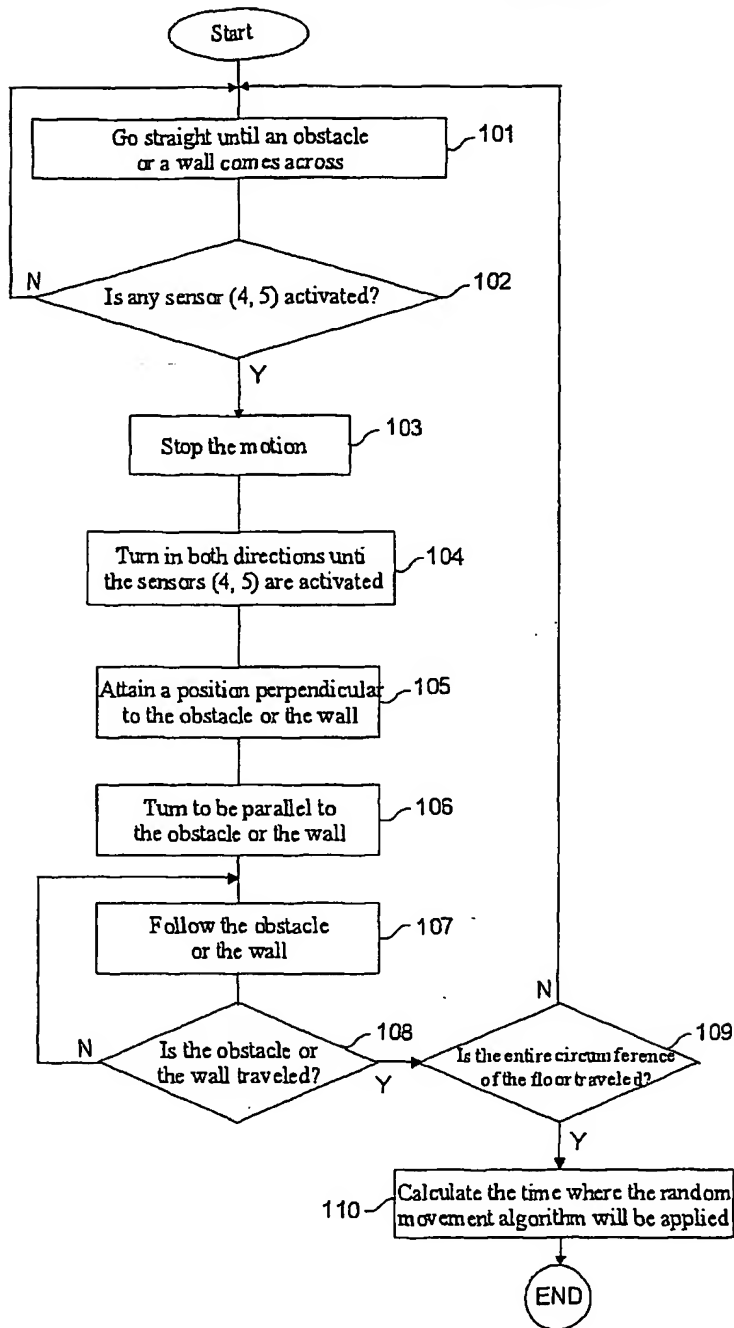 Start
Go straight until an obstacle
or a wall comes across
101
N
Is any sensor (4, 5) activated?
102
Y
Stop the motion
103
Turn in both directions unti
the sensors (4, 5) are activated
104
Attain a position perpendicular
to the obstacle or the wall
105
Turn to be parallel to
the obstacle or the wall
106
Follow the obstacle
or the wall
107
N
Is the obstacle or
the wall traveled?
108
Y
N
Is the entire circumference
of the floor traveled?
109
Y
110
Calculate the time where the random
movement algorithm will be applied
END